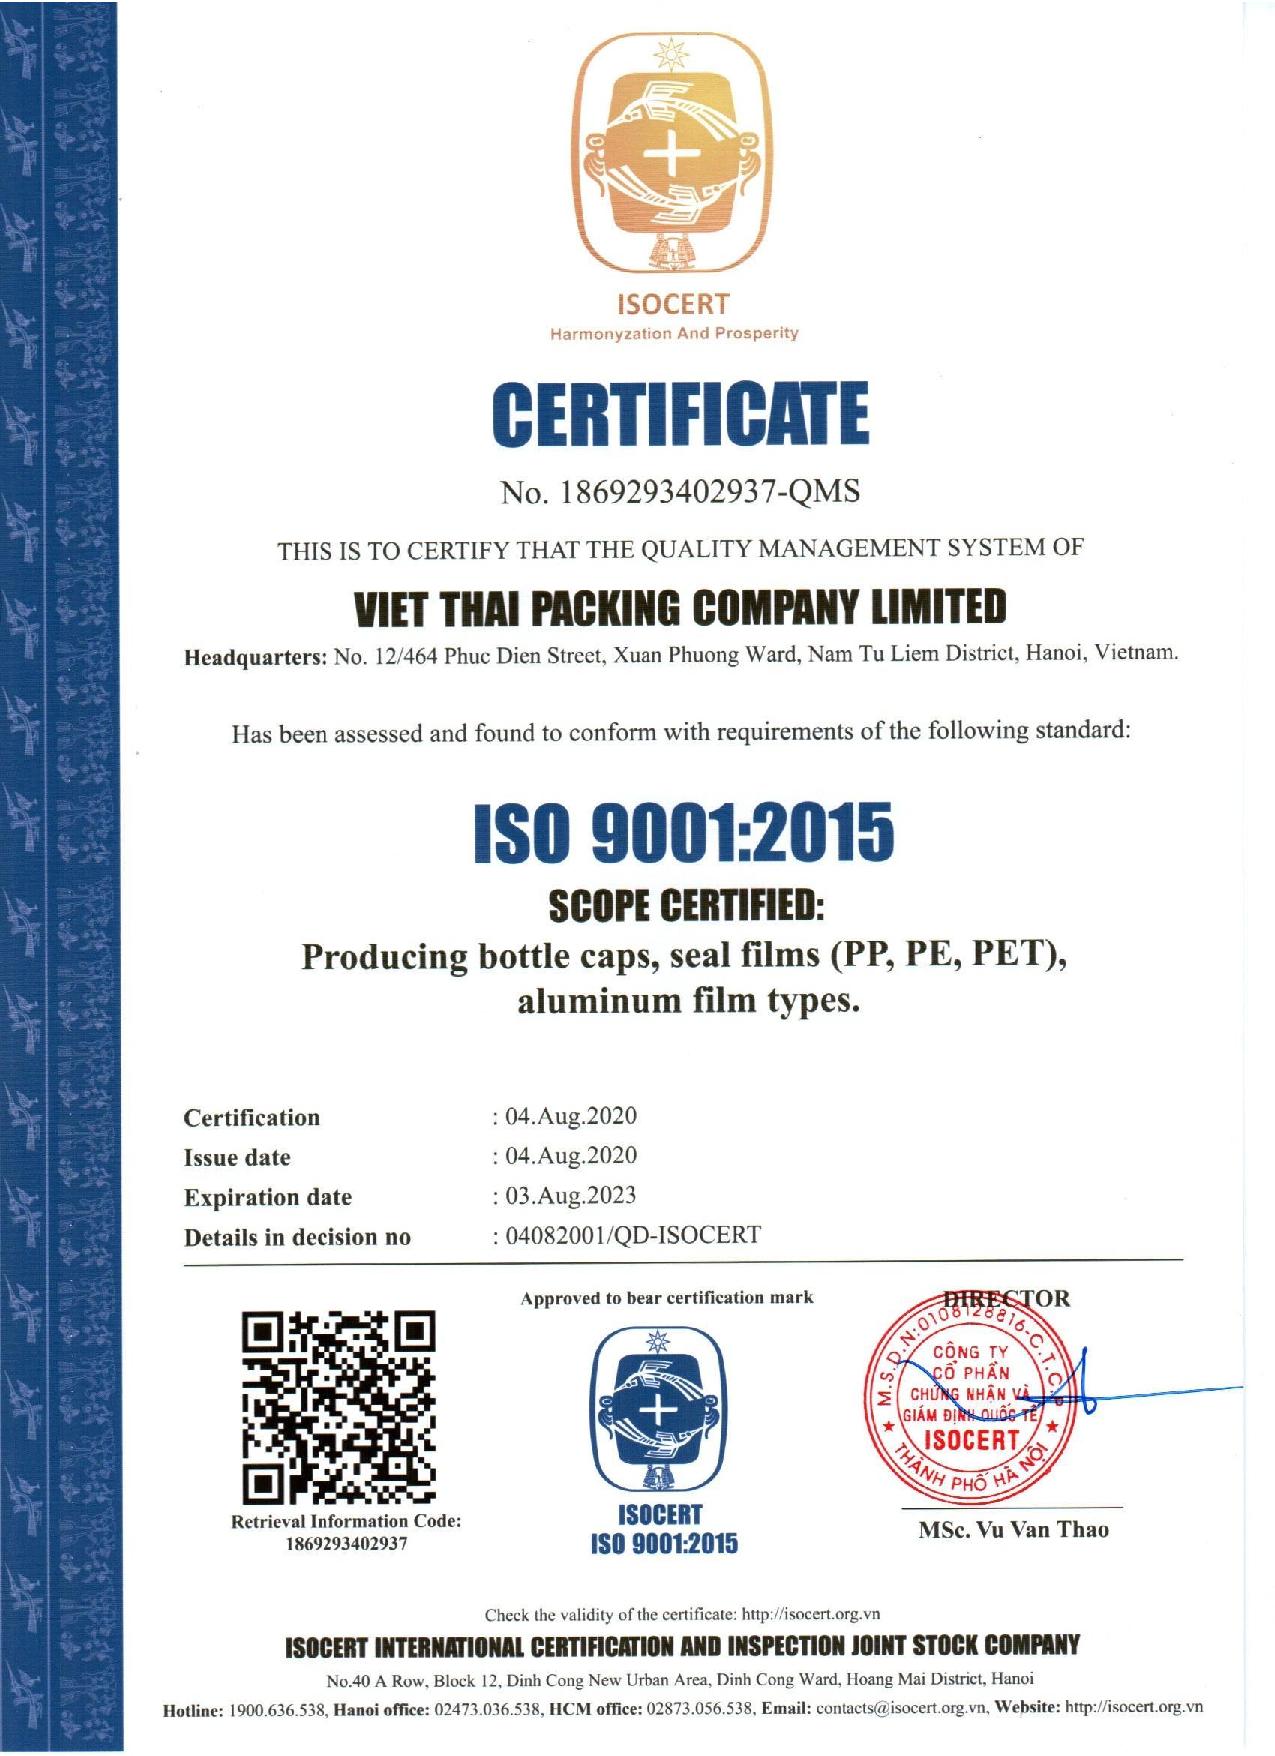 ISOCERT
Harmonyzation And Prosperity
CERTIFICATE
No. 1869293402937-QMS
THIS IS TO CERTIFY THAT THE QUALITY MANAGEMENT SYSTEM OF
VIET THAI PACKING COMPANY LIMITED
Headquarters: No. 12/464 Phuc Dien Street, Xuan Phuong Ward, Nam Tu Liem District, Hanoi, Vietnam.
Has been assessed and found to conform with requirements of the following standard:
ISO 9001:2015
SCOPE CERTIFIED:
Producing bottle caps, seal films (PP, PE, PET),
aluminum film types.
Certification : 04.Aug.2020
Issue date : 04.Aug.2020
Expiration date : 03.Aug.2023
Details in decision no : 04082001/QD-ISOCERT
Approved to bear certification mark
DIRECTOR
M.S.D.N:0108128816-C.T.C.P
CÔNG TY
CỔ PHẦN
CHỨNG NHẬN VÀ
GIÁM ĐỊNH QUỐC TẾ
ISOCERT
THÀNH PHỐ HÀ NỘI
Retrieval Information Code:
1869293402937
ISOCERT
ISO 9001:2015
MSc. Vu Van Thao
Check the validity of the certificate: http://isocert.org.vn
ISOCERT INTERNATIONAL CERTIFICATION AND INSPECTION JOINT STOCK COMPANY
No.40 A Row, Block 12, Dinh Cong New Urban Area, Dinh Cong Ward, Hoang Mai District, Hanoi
Hotline: 1900.636.538, Hanoi office: 02473.036.538, HCM office: 02873.056.538, Email: contacts@isocert.org.vn, Website: http://isocert.org.vn